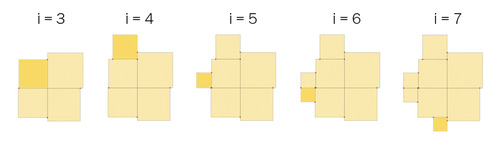 i = 3 i = 4 i = 5 i = 6 i = 7